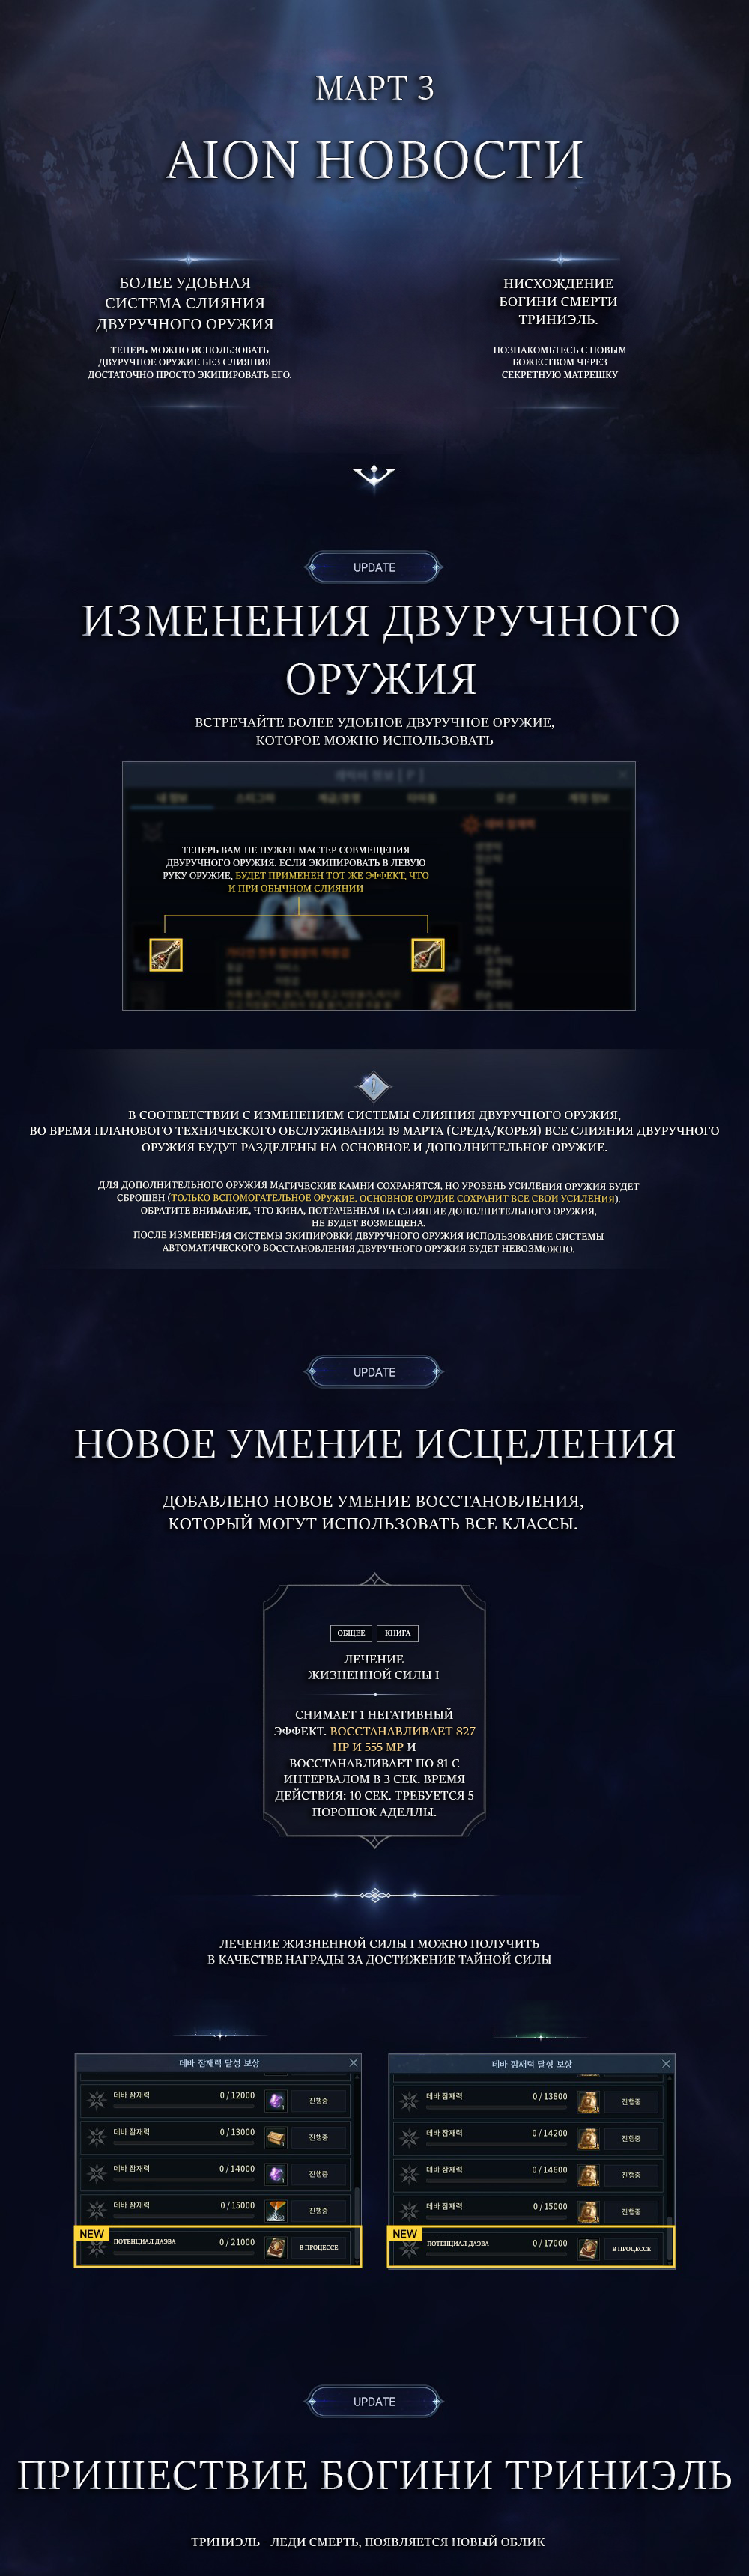 МАРТ 3
AION НОВОСТИ
БОЛЕЕ УДОБНАЯ
СИСТЕМА СЛИЯНИЯ
ДВУРУЧНОГО ОРУЖИЯ
ТЕПЕРЬ МОЖНО ИСПОЛЬЗОВАТЬ
ДВУРУЧНОЕ ОРУЖИЕ БЕЗ СЛИЯНИЯ —
ДОСТАТОЧНО ПРОСТО ЭКИПИРОВАТЬ ЕГО.
НИСХОЖДЕНИЕ
БОГИНИ СМЕРТИ
ТРИНИЭЛЬ.
ПОЗНАКОМЬТЕСЬ С НОВЫМ
БОЖЕСТВОМ ЧЕРЕЗ
СЕКРЕТНУЮ МАТРЕШКУ
UPDATE
ИЗМЕНЕНИЯ ДВУРУЧНОГО
ОРУЖИЯ
ВСТРЕЧАЙТЕ БОЛЕЕ УДОБНОЕ ДВУРУЧНОЕ ОРУЖИЕ,
КОТОРОЕ МОЖНО ИСПОЛЬЗОВАТЬ
ТЕПЕРЬ ВАМ НЕ НУЖЕН МАСТЕР СОВМЕЩЕНИЯ
ДВУРУЧНОГО ОРУЖИЯ. ЕСЛИ ЭКИПИРОВАТЬ В ЛЕВУЮ
РУКУ ОРУЖИЕ, БУДЕТ ПРИМЕНЕН ТОТ ЖЕ ЭФФЕКТ, ЧТО
И ПРИ ОБЫЧНОМ СЛИЯНИИ
В СООТВЕТСТВИИ С ИЗМЕНЕНИЕМ СИСТЕМЫ СЛИЯНИЯ ДВУРУЧНОГО ОРУЖИЯ,
ВО ВРЕМЯ ПЛАНОВОГО ТЕХНИЧЕСКОГО ОБСЛУЖИВАНИЯ 19 МАРТА (СРЕДА/КОРЕЯ) ВСЕ СЛИЯНИЯ ДВУРУЧНОГО
ОРУЖИЯ БУДУТ РАЗДЕЛЕНЫ НА ОСНОВНОЕ И ДОПОЛНИТЕЛЬНОЕ ОРУЖИЕ.
ДЛЯ ДОПОЛНИТЕЛЬНОГО ОРУЖИЯ МАГИЧЕСКИЕ КАМНИ СОХРАНЯТСЯ, НО УРОВЕНЬ УСИЛЕНИЯ ОРУЖИЯ БУДЕТ
СБРОШЕН (ТОЛЬКО ВСПОМОГАТЕЛЬНОЕ ОРУЖИЕ. ОСНОВНОЕ ОРУДИЕ СОХРАНИТ ВСЕ СВОИ УСИЛЕНИЯ).
ОБРАТИТЕ ВНИМАНИЕ, ЧТО КИНА, ПОТРАЧЕННАЯ НА СЛИЯНИЕ ДОПОЛНИТЕЛЬНОГО ОРУЖИЯ,
НЕ БУДЕТ ВОЗМЕЩЕНА.
ПОСЛЕ ИЗМЕНЕНИЯ СИСТЕМЫ ЭКИПИРОВКИ ДВУРУЧНОГО ОРУЖИЯ ИСПОЛЬЗОВАНИЕ СИСТЕМЫ
АВТОМАТИЧЕСКОГО ВОССТАНОВЛЕНИЯ ДВУРУЧНОГО ОРУЖИЯ БУДЕТ НЕВОЗМОЖНО.
UPDATE
НОВОЕ УМЕНИЕ ИСЦЕЛЕНИЯ
ДОБАВЛЕНО НОВОЕ УМЕНИЕ ВОССТАНОВЛЕНИЯ,
КОТОРЫЙ МОГУТ ИСПОЛЬЗОВАТЬ ВСЕ КЛАССЫ.
ОБЩЕЕ КНИГА
ЛЕЧЕНИЕ
ЖИЗНЕННОЙ СИЛЫ I
СНИМАЕТ 1 НЕГАТИВНЫЙ
ЭФФЕКТ. ВОССТАНАВЛИВАЕТ 827
HP И 555 MP И
ВОССТАНАВЛИВАЕТ ПО 81 С
ИНТЕРВАЛОМ В 3 СЕК. ВРЕМЯ
ДЕЙСТВИЯ: 10 СЕК. ТРЕБУЕТСЯ 5
ПОРОШОК АДЕЛЛЫ.
ЛЕЧЕНИЕ ЖИЗНЕННОЙ СИЛЫ I МОЖНО ПОЛУЧИТЬ
В КАЧЕСТВЕ НАГРАДЫ ЗА ДОСТИЖЕНИЕ ТАЙНОЙ СИЛЫ
데바 잠재력 달성 보상
데바 잠재력 0 / 12000 진행중
데바 잠재력 0 / 13000 진행중
데바 잠재력 0 / 14000 진행중
데바 잠재력 0 / 15000 진행중
NEW
ПОТЕНЦИАЛ ДАЭВА 0 / 21000 В ПРОЦЕССЕ
데바 잠재력 달성 보상
데바 잠재력 0 / 13800 진행중
데바 잠재력 0 / 14200 진행중
데바 잠재력 0 / 14600 진행중
데바 잠재력 0 / 15000 진행중
NEW
ПОТЕНЦИАЛ ДАЭВА 0 / 17000 В ПРОЦЕССЕ
UPDATE
ПРИШЕСТВИЕ БОГИНИ ТРИНИЭЛЬ
ТРИНИЭЛЬ - ЛЕДИ СМЕРТЬ, ПОЯВЛЯЕТСЯ НОВЫЙ ОБЛИК